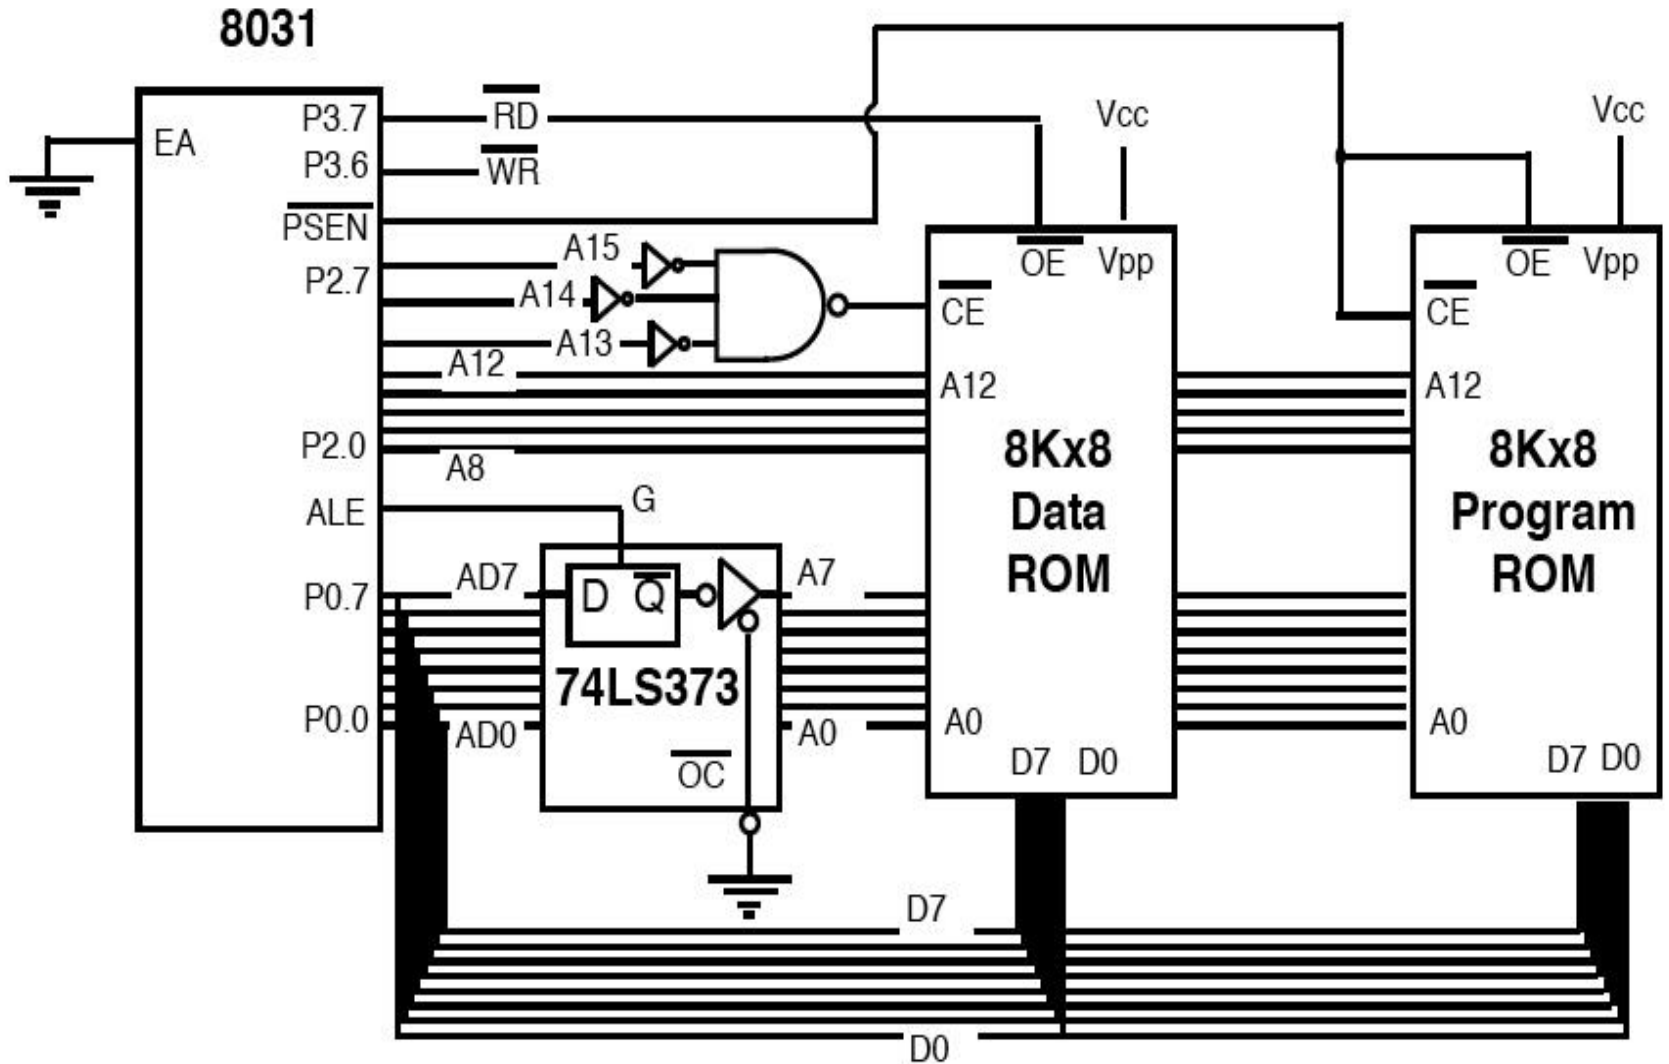 8031
EA
P3.7
P3.6
PSEN
P2.7
P2.0
ALE
P0.7
P0.0
RD
WR
A15
A14
A13
A12
A8
G
AD7
AD0
D Q
74LS373
OC
A7
A0
Vcc
OE Vpp
CE
A12
8Kx8
Data
ROM
A0
D7 D0
Vcc
OE Vpp
CE
A12
8Kx8
Program
ROM
A0
D7 D0
D7
D0